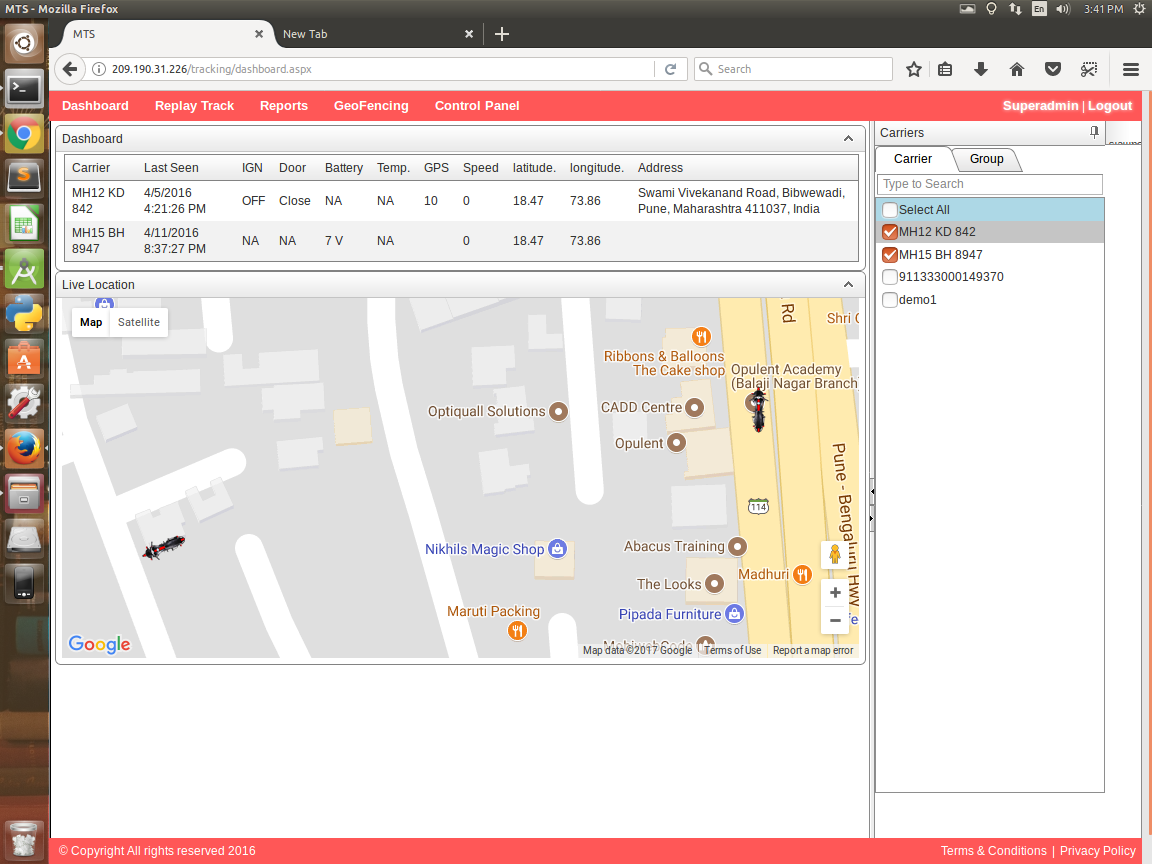 MTS - Mozilla Firefox
En
3:41 PM
MTS
New Tab
209.190.31.226/tracking/dashboard.aspx
Search
Dashboard
Replay Track
Reports
GeoFencing
Control Panel
Superadmin | Logout
Dashboard
Carrier Last Seen IGN Door Battery Temp. GPS Speed latitude. longitude. Address
MH12 KD 842 4/5/2016 4:21:26 PM OFF Close NA NA 10 0 18.47 73.86 Swami Vivekanand Road, Bibwewadi, Pune, Maharashtra 411037, India
MH15 BH 8947 4/11/2016 8:37:27 PM NA NA 7 V NA 0 18.47 73.86
Live Location
Map
Satellite
Rd
Shri
Ribbons & Balloons
The Cake shop
Opulent Academy
(Balaji Nagar Branch)
Optiquall Solutions
CADD Centre
Opulent
Pune - Bengaluru HWY
114
Nikhils Magic Shop
Abacus Training
Madhuri
The Looks
Maruti Packing
Pipada Furniture
Google
Map data ©2017 Google
Terms of Use
Report a map error
Carriers
Carrier
Group
Type to Search
Select All
MH12 KD 842
MH15 BH 8947
911333000149370
demo1
© Copyright All rights reserved 2016
Terms & Conditions | Privacy Policy